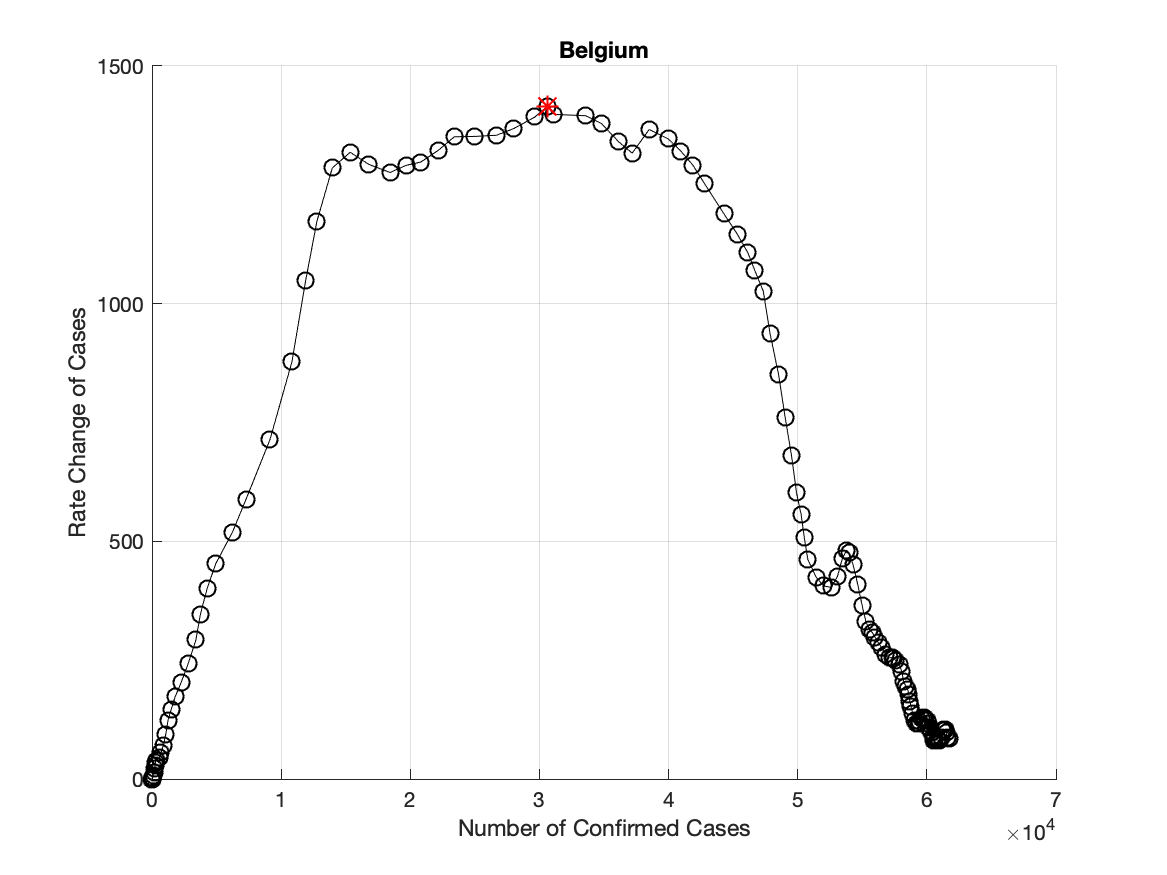 Belgium
1500
1000
500
0
Rate Change of Cases
0 1 2 3 4 5 6 7
Number of Confirmed Cases
×10⁴